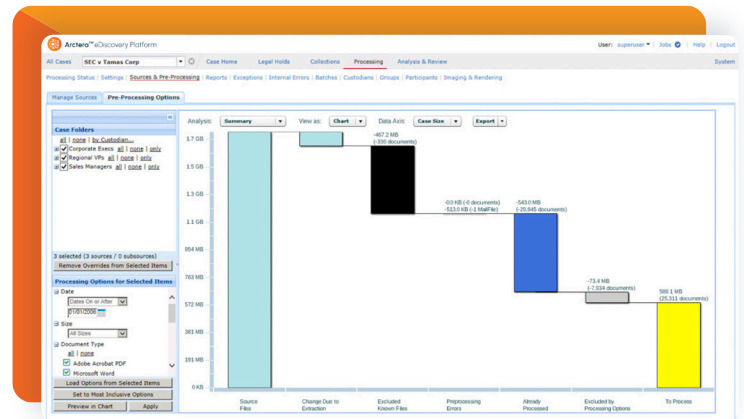 Arctera™ eDiscovery Platform
User: superuser | Jobs | Help | Logout
All Cases SEC v Tamas Corp Case Home Legal Holds Collections Processing Analysis & Review System
Processing Status | Settings | Sources & Pre-Processing | Reports | Exceptions | Internal Errors | Batches | Custodians | Groups | Participants | Imaging & Rendering
Manage Sources Pre-Processing Options
Analysis: Summary View as: Chart Data Axis: Case Size Export
Case Folders
all | none | by Custodian...
Corporate Execs all | none | only
Regional VPs all | none | only
Sales Managers all | none | only
3 selected (3 sources / 0 subsources)
Remove Overrides from Selected Items
Processing Options for Selected Items
Date
Dates On or After
01/01/2006
Size
All Sizes
Document Type
all | none
Adobe Acrobat PDF
Microsoft Word
Load Options from Selected Items
Set to Most Inclusive Options
Preview in Chart Apply
1.7 GB
1.5 GB
1.3 GB
1.1 GB
954 MB
763 MB
572 MB
381 MB
191 MB
0 KB
-467.2 MB
(-330 documents)
-0.0 KB (-0 documents)
-513.0 KB (-1 MailFile)
-543.0 MB
(-29,845 documents)
-73.4 MB
(-7,034 documents)
588.1 MB
(25,311 documents)
Source
Files
Change Due to
Extraction
Excluded
Known Files
Preprocessing
Errors
Already
Processed
Excluded by
Processing Options
To Process